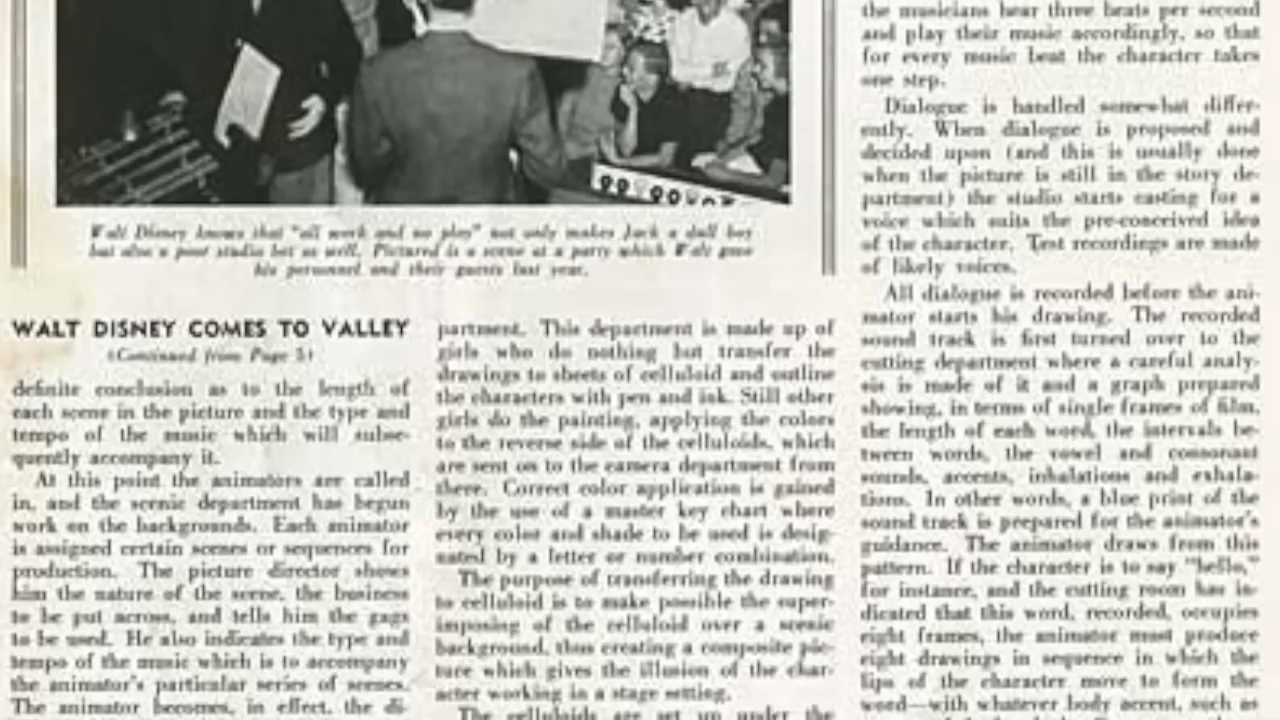 Walt Disney knows that "all work and no play" not only makes Jack a dull boy
but also a poor studio bet as well. Pictured is a scene at a party which Walt gave
his personnel and their guests last year.
WALT DISNEY COMES TO VALLEY
(Continued from Page 5)
definite conclusion as to the length of
each scene in the picture and the type and
tempo of the music which will subse-
quently accompany it.
At this point the animators are called
in, and the scenic department has begun
work on the backgrounds. Each animator
is assigned certain scenes or sequences for
production. The picture director shows
him the nature of the scene, the business
to be put across, and tells him the gags
to be used. He also indicates the type and
tempo of the music which is to accompany
the animator's particular series of scenes.
The animator becomes, in effect, the di-
partment. This department is made up of
girls who do nothing but transfer the
drawings to sheets of celluloid and outline
the characters with pen and ink. Still other
girls do the painting, applying the colors
to the reverse side of the celluloids, which
are sent on to the camera department from
there. Correct color application is gained
by the use of a master key chart where
every color and shade to be used is desig-
nated by a letter or number combination.
The purpose of transferring the drawing
to celluloid is to make possible the super-
imposing of the celluloid over a scenic
background, thus creating a composite pic-
ture which gives the illusion of the char-
acter working in a stage setting.
The celluloids are set up under the
the musicians hear three beats per second
and play their music accordingly, so that
for every music beat the character takes
one step.
Dialogue is handled somewhat differ-
ently. When dialogue is proposed and
decided upon (and this is usually done
when the picture is still in the story de-
partment) the studio starts casting for a
voice which suits the pre-conceived idea
of the character. Test recordings are made
of likely voices.
All dialogue is recorded before the ani-
mator starts his drawing. The recorded
sound track is first turned over to the
cutting department where a careful analy-
sis is made of it and a graph prepared
showing, in terms of single frames of film,
the length of each word, the intervals be-
tween words, the vowel and consonant
sounds, accents, inhalations and exhala-
tions. In other words, a blue print of the
sound track is prepared for the animator's
guidance. The animator draws from this
pattern. If the character is to say "hello,"
for instance, and the cutting room has in-
dicated that this word, recorded, occupies
eight frames, the animator must produce
eight drawings in sequence in which the
lips of the character move to form the
word—with whatever body accent, such as